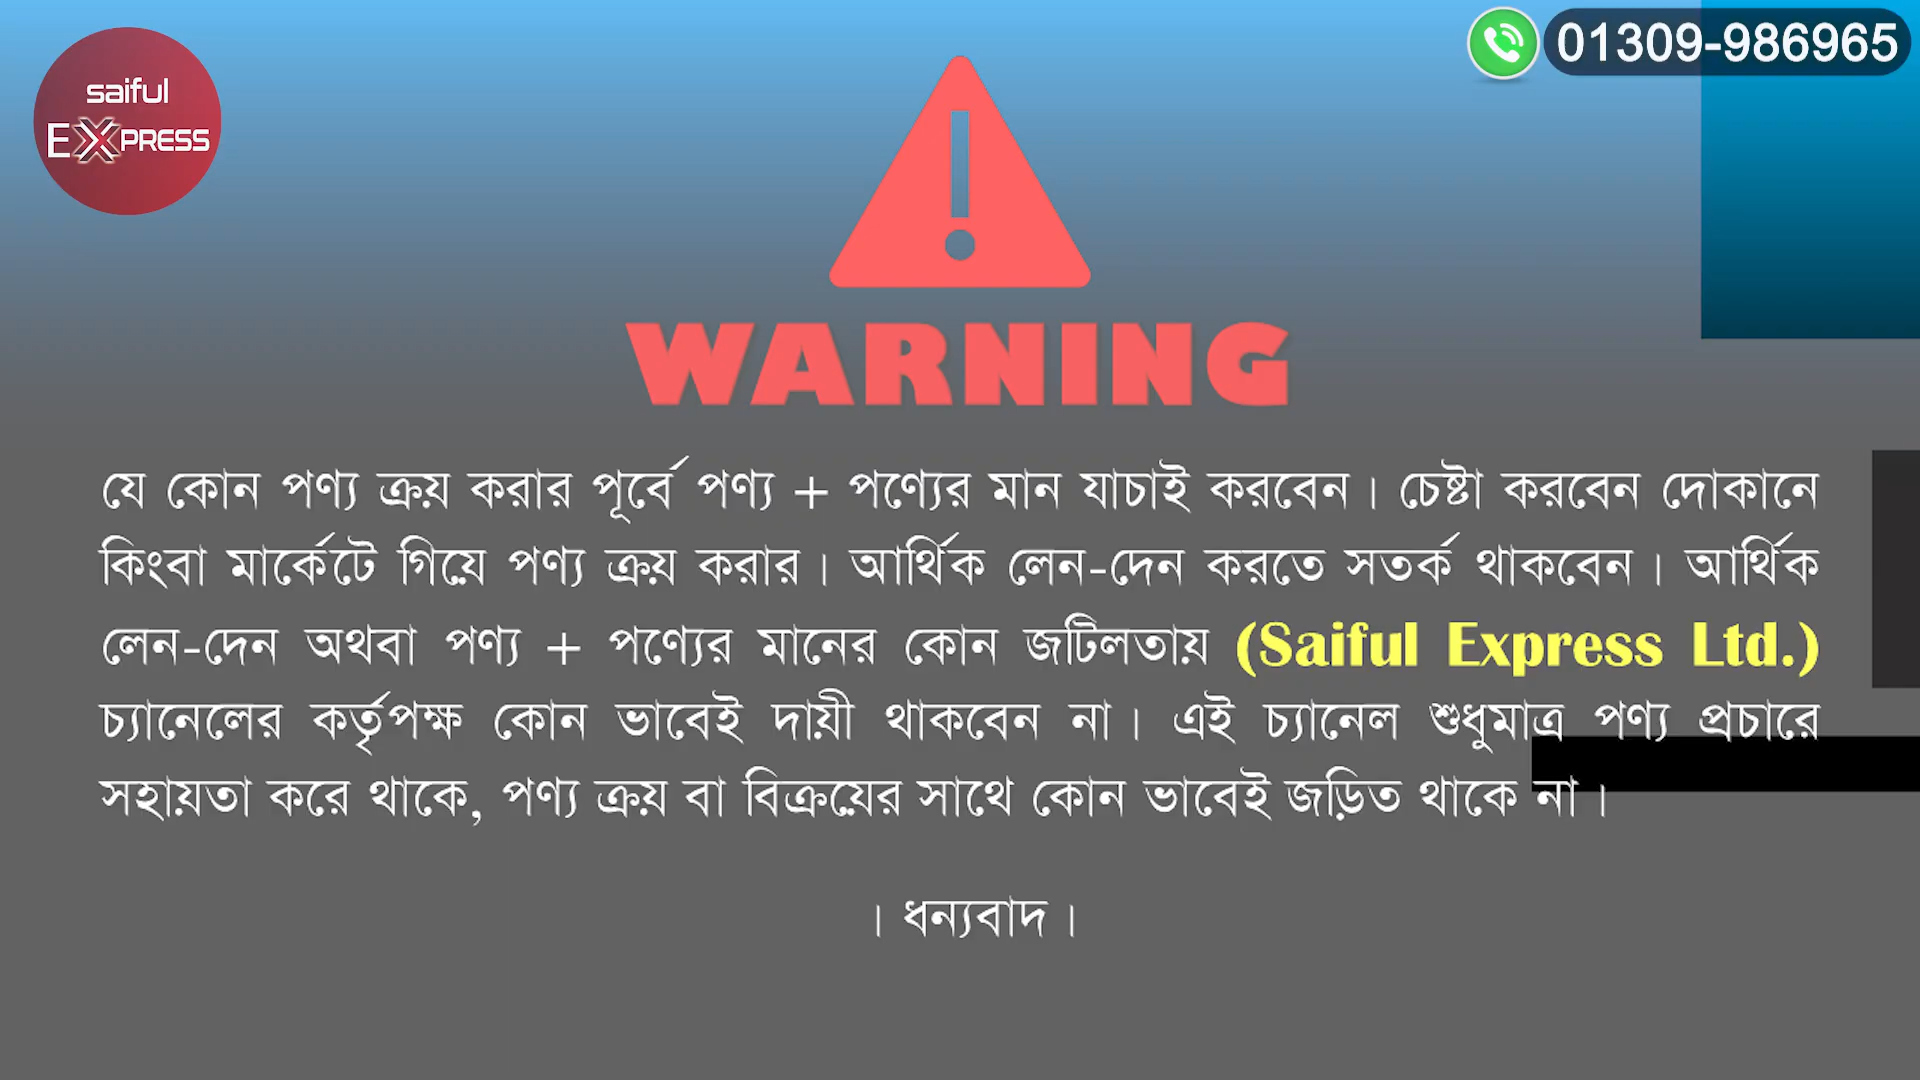 saiful
EXPRESS
01309-986965
WARNING
যে কোন পণ্য ক্রয় করার পূর্বে পণ্য + পণ্যের মান যাচাই করবেন। চেষ্টা করবেন দোকানে
কিংবা মার্কেটে গিয়ে পণ্য ক্রয় করার। আর্থিক লেন-দেন করতে সতর্ক থাকবেন। আর্থিক
লেন-দেন অথবা পণ্য + পণ্যের মানের কোন জটিলতায় (Saiful Express Ltd.)
চ্যানেলের কর্তৃপক্ষ কোন ভাবেই দায়ী থাকবেন না। এই চ্যানেল শুধুমাত্র পণ্য প্রচারে
সহায়তা করে থাকে, পণ্য ক্রয় বা বিক্রয়ের সাথে কোন ভাবেই জড়িত থাকে না।
। ধন্যবাদ।